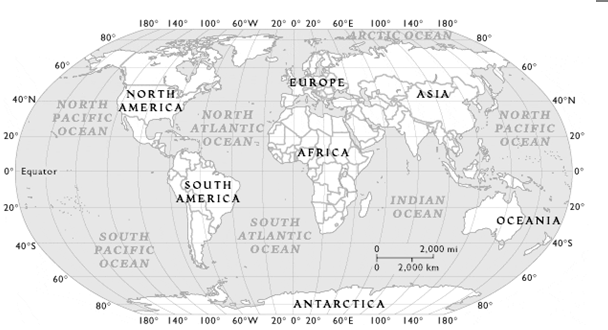 180° 140° 100° 60°W 20° 0° 20° 60°E 100° 140° 180°
80° ARCTIC OCEAN 80°
60° 60°
EUROPE
NORTH AMERICA ASIA
40°N 40°N
NORTH PACIFIC OCEAN
NORTH ATLANTIC OCEAN
NORTH PACIFIC OCEAN
20° 20°
AFRICA
Equator 0° 0°
SOUTH AMERICA
INDIAN OCEAN
20° 20°
OCEANIA
SOUTH PACIFIC OCEAN
SOUTH ATLANTIC OCEAN
40°S 40°S
0 2,000 mi
0 2,000 km
60° 60°
ANTARCTICA
80° 80°
180° 140° 100° 60°W 20° 0° 20° 60°E 100° 140° 180°